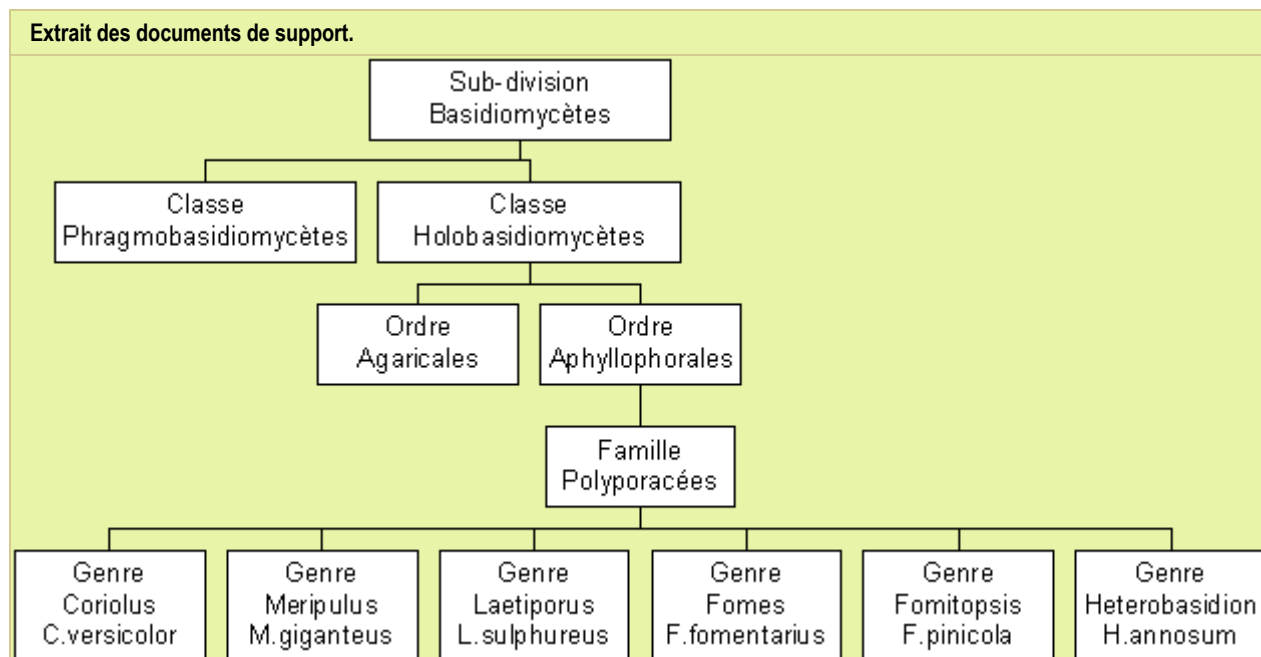 Extrait des documents de support.
Sub-division
Basidiomycètes
Classe
Phragmobasidiomycètes
Classe
Holobasidiomycètes
Ordre
Agaricales
Ordre
Aphyllophorales
Famille
Polyporacées
Genre
Coriolus
C.versicolor
Genre
Meripulus
M.giganteus
Genre
Laetiporus
L.sulphureus
Genre
Fomes
F.fomentarius
Genre
Fomitopsis
F.pinicola
Genre
Heterobasidion
H.annosum